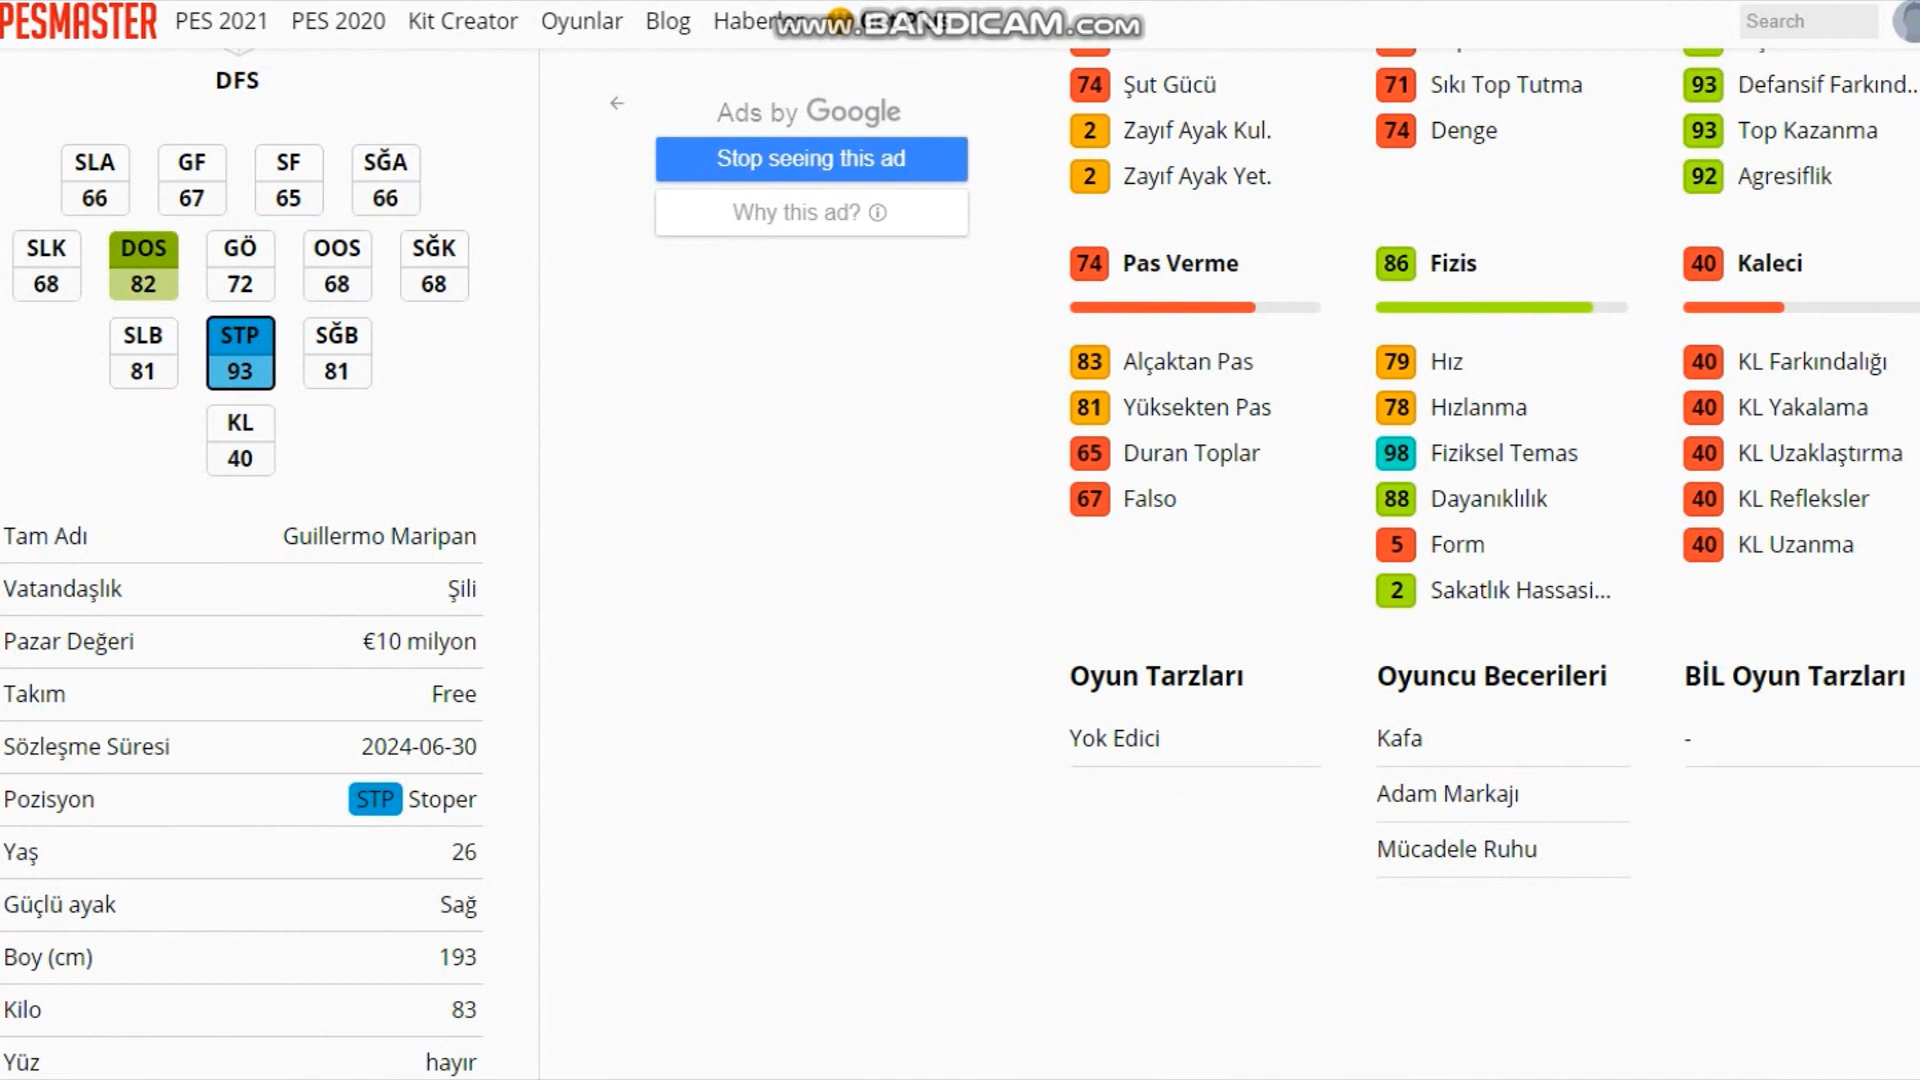 PESMASTER PES 2021 PES 2020 Kit Creator Oyunlar Blog Haberler Search
www.BANDICAM.com
DFS
SLA GF SF SĞA
66 67 65 66
SLK DOS GÖ OOS SĞK
68 82 72 68 68
SLB STP SĞB
81 93 81
KL
40
Tam Adı Guillermo Maripan
Vatandaşlık Şili
Pazar Değeri €10 milyon
Takım Free
Sözleşme Süresi 2024-06-30
Pozisyon STP Stoper
Yaş 26
Güçlü ayak Sağ
Boy (cm) 193
Kilo 83
Yüz hayır
Ads by Google
Stop seeing this ad
Why this ad?
74 Şut Gücü
2 Zayıf Ayak Kul.
2 Zayıf Ayak Yet.
71 Sıkı Top Tutma
74 Denge
93 Defansif Farkınd...
93 Top Kazanma
92 Agresiflik
74 Pas Verme
83 Alçaktan Pas
81 Yüksekten Pas
65 Duran Toplar
67 Falso
86 Fizis
79 Hız
78 Hızlanma
98 Fiziksel Temas
88 Dayanıklılık
5 Form
2 Sakatlık Hassasi...
40 Kaleci
40 KL Farkındalığı
40 KL Yakalama
40 KL Uzaklaştırma
40 KL Refleksler
40 KL Uzanma
Oyun Tarzları
Yok Edici
Oyuncu Becerileri
Kafa
Adam Markajı
Mücadele Ruhu
BİL Oyun Tarzları
-